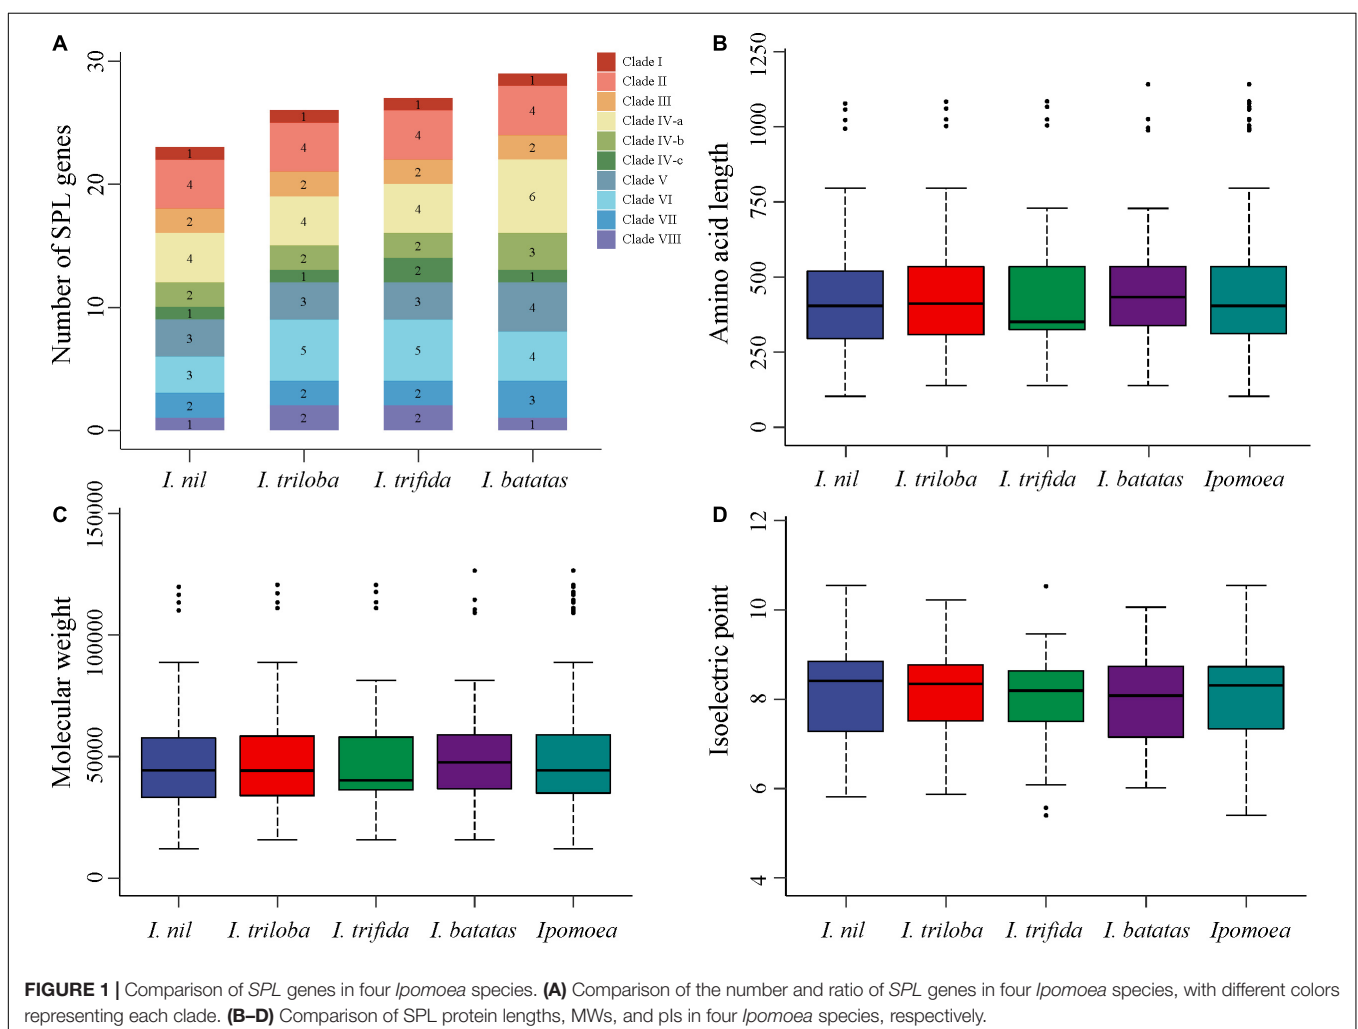 A
Number of SPL genes
30
20
10
0
1
4
2
4
2
1
3
3
2
1
1
4
2
4
2
1
3
5
2
2
1
4
2
4
2
2
3
5
2
2
1
4
2
6
3
1
4
4
3
1
I. nil
I. triloba
I. trifida
I. batatas
Clade I
Clade II
Clade III
Clade IV-a
Clade IV-b
Clade IV-c
Clade V
Clade VI
Clade VII
Clade VIII
B
Amino acid length
1250
1000
750
500
250
0
I. nil
I. triloba
I. trifida
I. batatas
Ipomoea
C
Molecular weight
150000
100000
50000
0
I. nil
I. triloba
I. trifida
I. batatas
Ipomoea
D
Isoelectric point
12
10
8
6
4
I. nil
I. triloba
I. trifida
I. batatas
Ipomoea
FIGURE 1 | Comparison of SPL genes in four Ipomoea species. (A) Comparison of the number and ratio of SPL genes in four Ipomoea species, with different colors
representing each clade. (B–D) Comparison of SPL protein lengths, MWs, and pIs in four Ipomoea species, respectively.